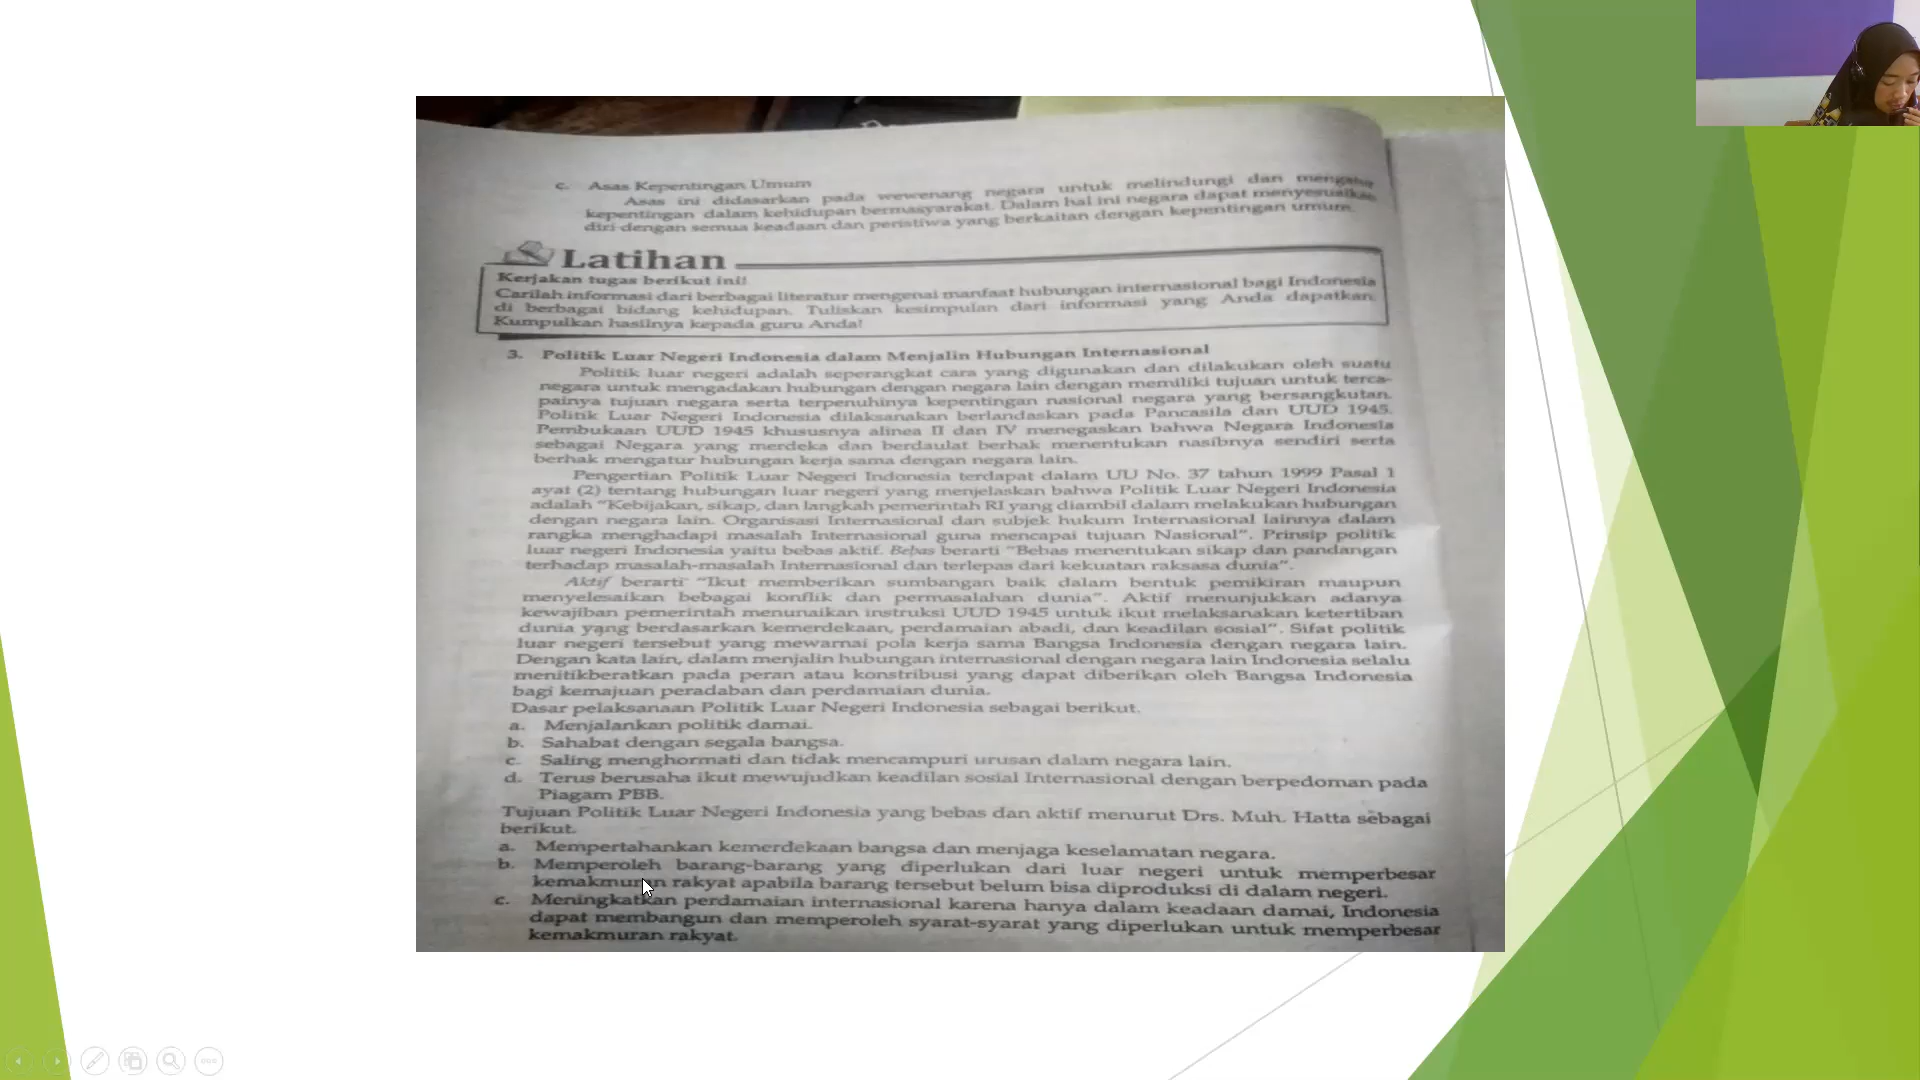 c. Asas Kepentingan Umum
Asas ini didasarkan pada wewenang negara untuk melindungi dan mengatur
kepentingan dalam kehidupan bermasyarakat. Dalam hal ini negara dapat menyesuaikan
diri dengan semua keadaan dan peristiwa yang berkaitan dengan kepentingan umum.
Latihan
Kerjakan tugas berikut ini!
Carilah informasi dari berbagai literatur mengenai manfaat hubungan internasional bagi Indonesia
di berbagai bidang kehidupan. Tuliskan kesimpulan dari informasi yang Anda dapatkan.
Kumpulkan hasilnya kepada guru Anda!
3. Politik Luar Negeri Indonesia dalam Menjalin Hubungan Internasional
Politik luar negeri adalah seperangkat cara yang digunakan dan dilakukan oleh suatu
negara untuk mengadakan hubungan dengan negara lain dengan memiliki tujuan untuk terca-
painya tujuan negara serta terpenuhinya kepentingan nasional negara yang bersangkutan.
Politik Luar Negeri Indonesia dilaksanakan berlandaskan pada Pancasila dan UUD 1945.
Pembukaan UUD 1945 khususnya alinea II dan IV menegaskan bahwa Negara Indonesia
sebagai Negara yang merdeka dan berdaulat berhak menentukan nasibnya sendiri serta
berhak mengatur hubungan kerja sama dengan negara lain.
Pengertian Politik Luar Negeri Indonesia terdapat dalam UU No. 37 tahun 1999 Pasal 1
ayat (2) tentang hubungan luar negeri yang menjelaskan bahwa Politik Luar Negeri Indonesia
adalah "Kebijakan, sikap, dan langkah pemerintah RI yang diambil dalam melakukan hubungan
dengan negara lain. Organisasi Internasional dan subjek hukum Internasional lainnya dalam
rangka menghadapi masalah Internasional guna mencapai tujuan Nasional". Prinsip politik
luar negeri Indonesia yaitu bebas aktif. Bebas berarti "Bebas menentukan sikap dan pandangan
terhadap masalah-masalah Internasional dan terlepas dari kekuatan raksasa dunia".
Aktif berarti "Ikut memberikan sumbangan baik dalam bentuk pemikiran maupun
menyelesaikan bebagai konflik dan permasalahan dunia". Aktif menunjukkan adanya
kewajiban pemerintah menunaikan instruksi UUD 1945 untuk ikut melaksanakan ketertiban
dunia yang berdasarkan kemerdekaan, perdamaian abadi, dan keadilan sosial". Sifat politik
luar negeri tersebut yang mewarnai pola kerja sama Bangsa Indonesia dengan negara lain.
Dengan kata lain, dalam menjalin hubungan internasional dengan negara lain Indonesia selalu
menitikberatkan pada peran atau konstribusi yang dapat diberikan oleh Bangsa Indonesia
bagi kemajuan peradaban dan perdamaian dunia.
Dasar pelaksanaan Politik Luar Negeri Indonesia sebagai berikut.
a. Menjalankan politik damai.
b. Sahabat dengan segala bangsa.
c. Saling menghormati dan tidak mencampuri urusan dalam negara lain.
d. Terus berusaha ikut mewujudkan keadilan sosial Internasional dengan berpedoman pada
Piagam PBB.
Tujuan Politik Luar Negeri Indonesia yang bebas dan aktif menurut Drs. Muh. Hatta sebagai
berikut.
a. Mempertahankan kemerdekaan bangsa dan menjaga keselamatan negara.
b. Memperoleh barang-barang yang diperlukan dari luar negeri untuk memperbesar
kemakmuran rakyat apabila barang tersebut belum bisa diproduksi di dalam negeri.
c. Meningkatkan perdamaian internasional karena hanya dalam keadaan damai, Indonesia
dapat membangun dan memperoleh syarat-syarat yang diperlukan untuk memperbesar
kemakmuran rakyat.